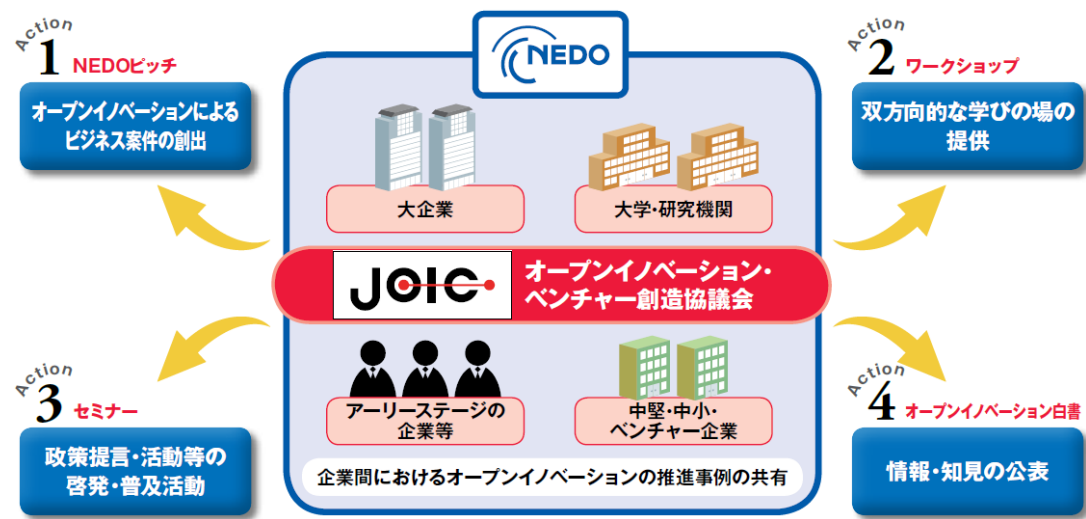 Action
1 NEDOピッチ
オープンイノベーションによる
ビジネス案件の創出
NEDO
Action
2 ワークショップ
双方向的な学びの場の
提供
大企業
大学・研究機関
JOIC
オープンイノベーション・
ベンチャー創造協議会
Action
3 セミナー
政策提言・活動等の
啓発・普及活動
アーリーステージの
企業等
中堅・中小・
ベンチャー企業
企業間におけるオープンイノベーションの推進事例の共有
Action
4 オープンイノベーション白書
情報・知見の公表